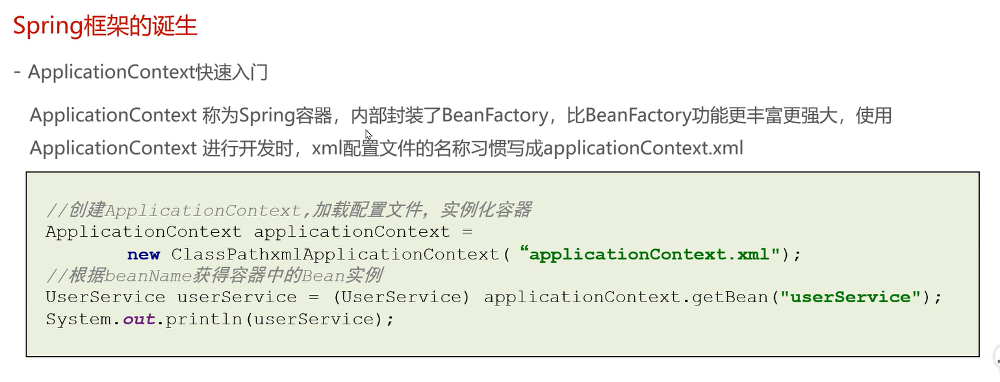 Spring框架的诞生
- ApplicationContext快速入门
ApplicationContext 称为Spring容器，内部封装了BeanFactory，比BeanFactory功能更丰富更强大，使用
ApplicationContext 进行开发时，xml配置文件的名称习惯写成applicationContext.xml
//创建ApplicationContext,加载配置文件，实例化容器
ApplicationContext applicationContext =
new ClassPathxmlApplicationContext(“applicationContext.xml");
//根据beanName获得容器中的Bean实例
UserService userService = (UserService) applicationContext.getBean("userService");
System.out.println(userService);